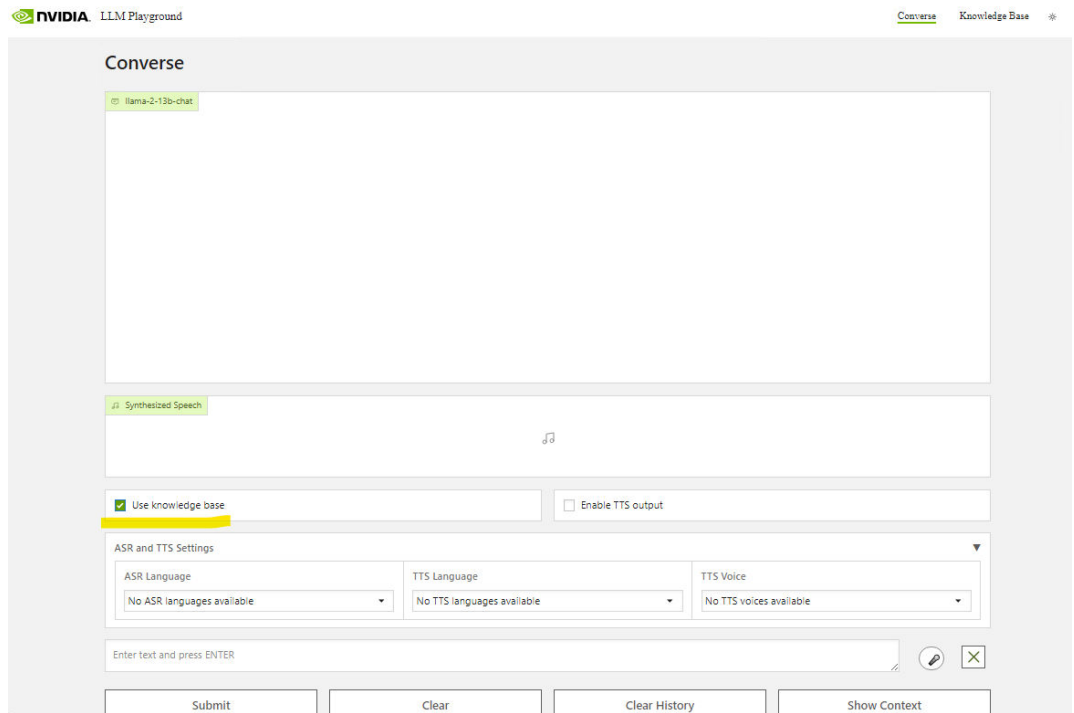 NVIDIA. LLM Playground Converse Knowledge Base
Converse
llama-2-13b-chat
Synthesized Speech
Use knowledge base Enable TTS output
ASR and TTS Settings
ASR Language TTS Language TTS Voice
No ASR languages available No TTS languages available No TTS voices available
Enter text and press ENTER
Submit Clear Clear History Show Context